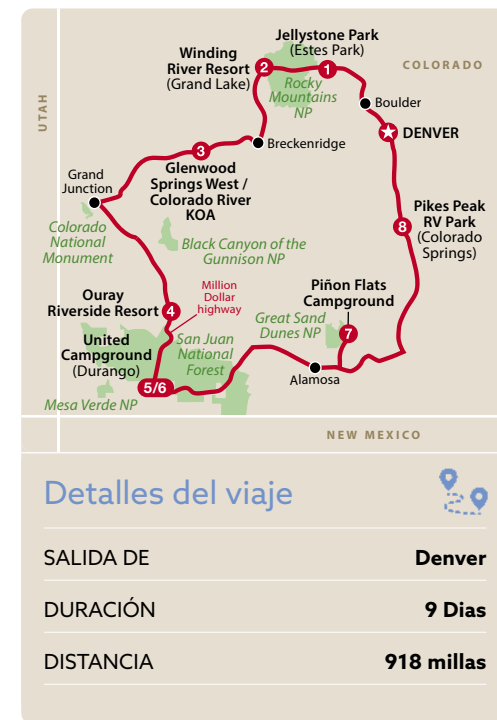 Jellystone Park
(Estes Park)
COLORADO
Winding
River Resort
(Grand Lake)
2
1
Rocky
Mountains
NP
Boulder
UTAH
DENVER
Breckenridge
3
Glenwood
Springs West /
Colorado River
KOA
Grand
Junction
Pikes Peak
RV Park
(Colorado
Springs)
8
Colorado
National
Monument
Black Canyon of the
Gunnison NP
Million
Dollar
highway
Piñon Flats
Campground
Ouray
Riverside Resort
4
Great Sand
Dunes NP
7
United
Campground
(Durango)
San Juan
National
Forest
5/6
Alamosa
Mesa Verde NP
NEW MEXICO
Detalles del viaje
SALIDA DE Denver
DURACIÓN 9 Dias
DISTANCIA 918 millas